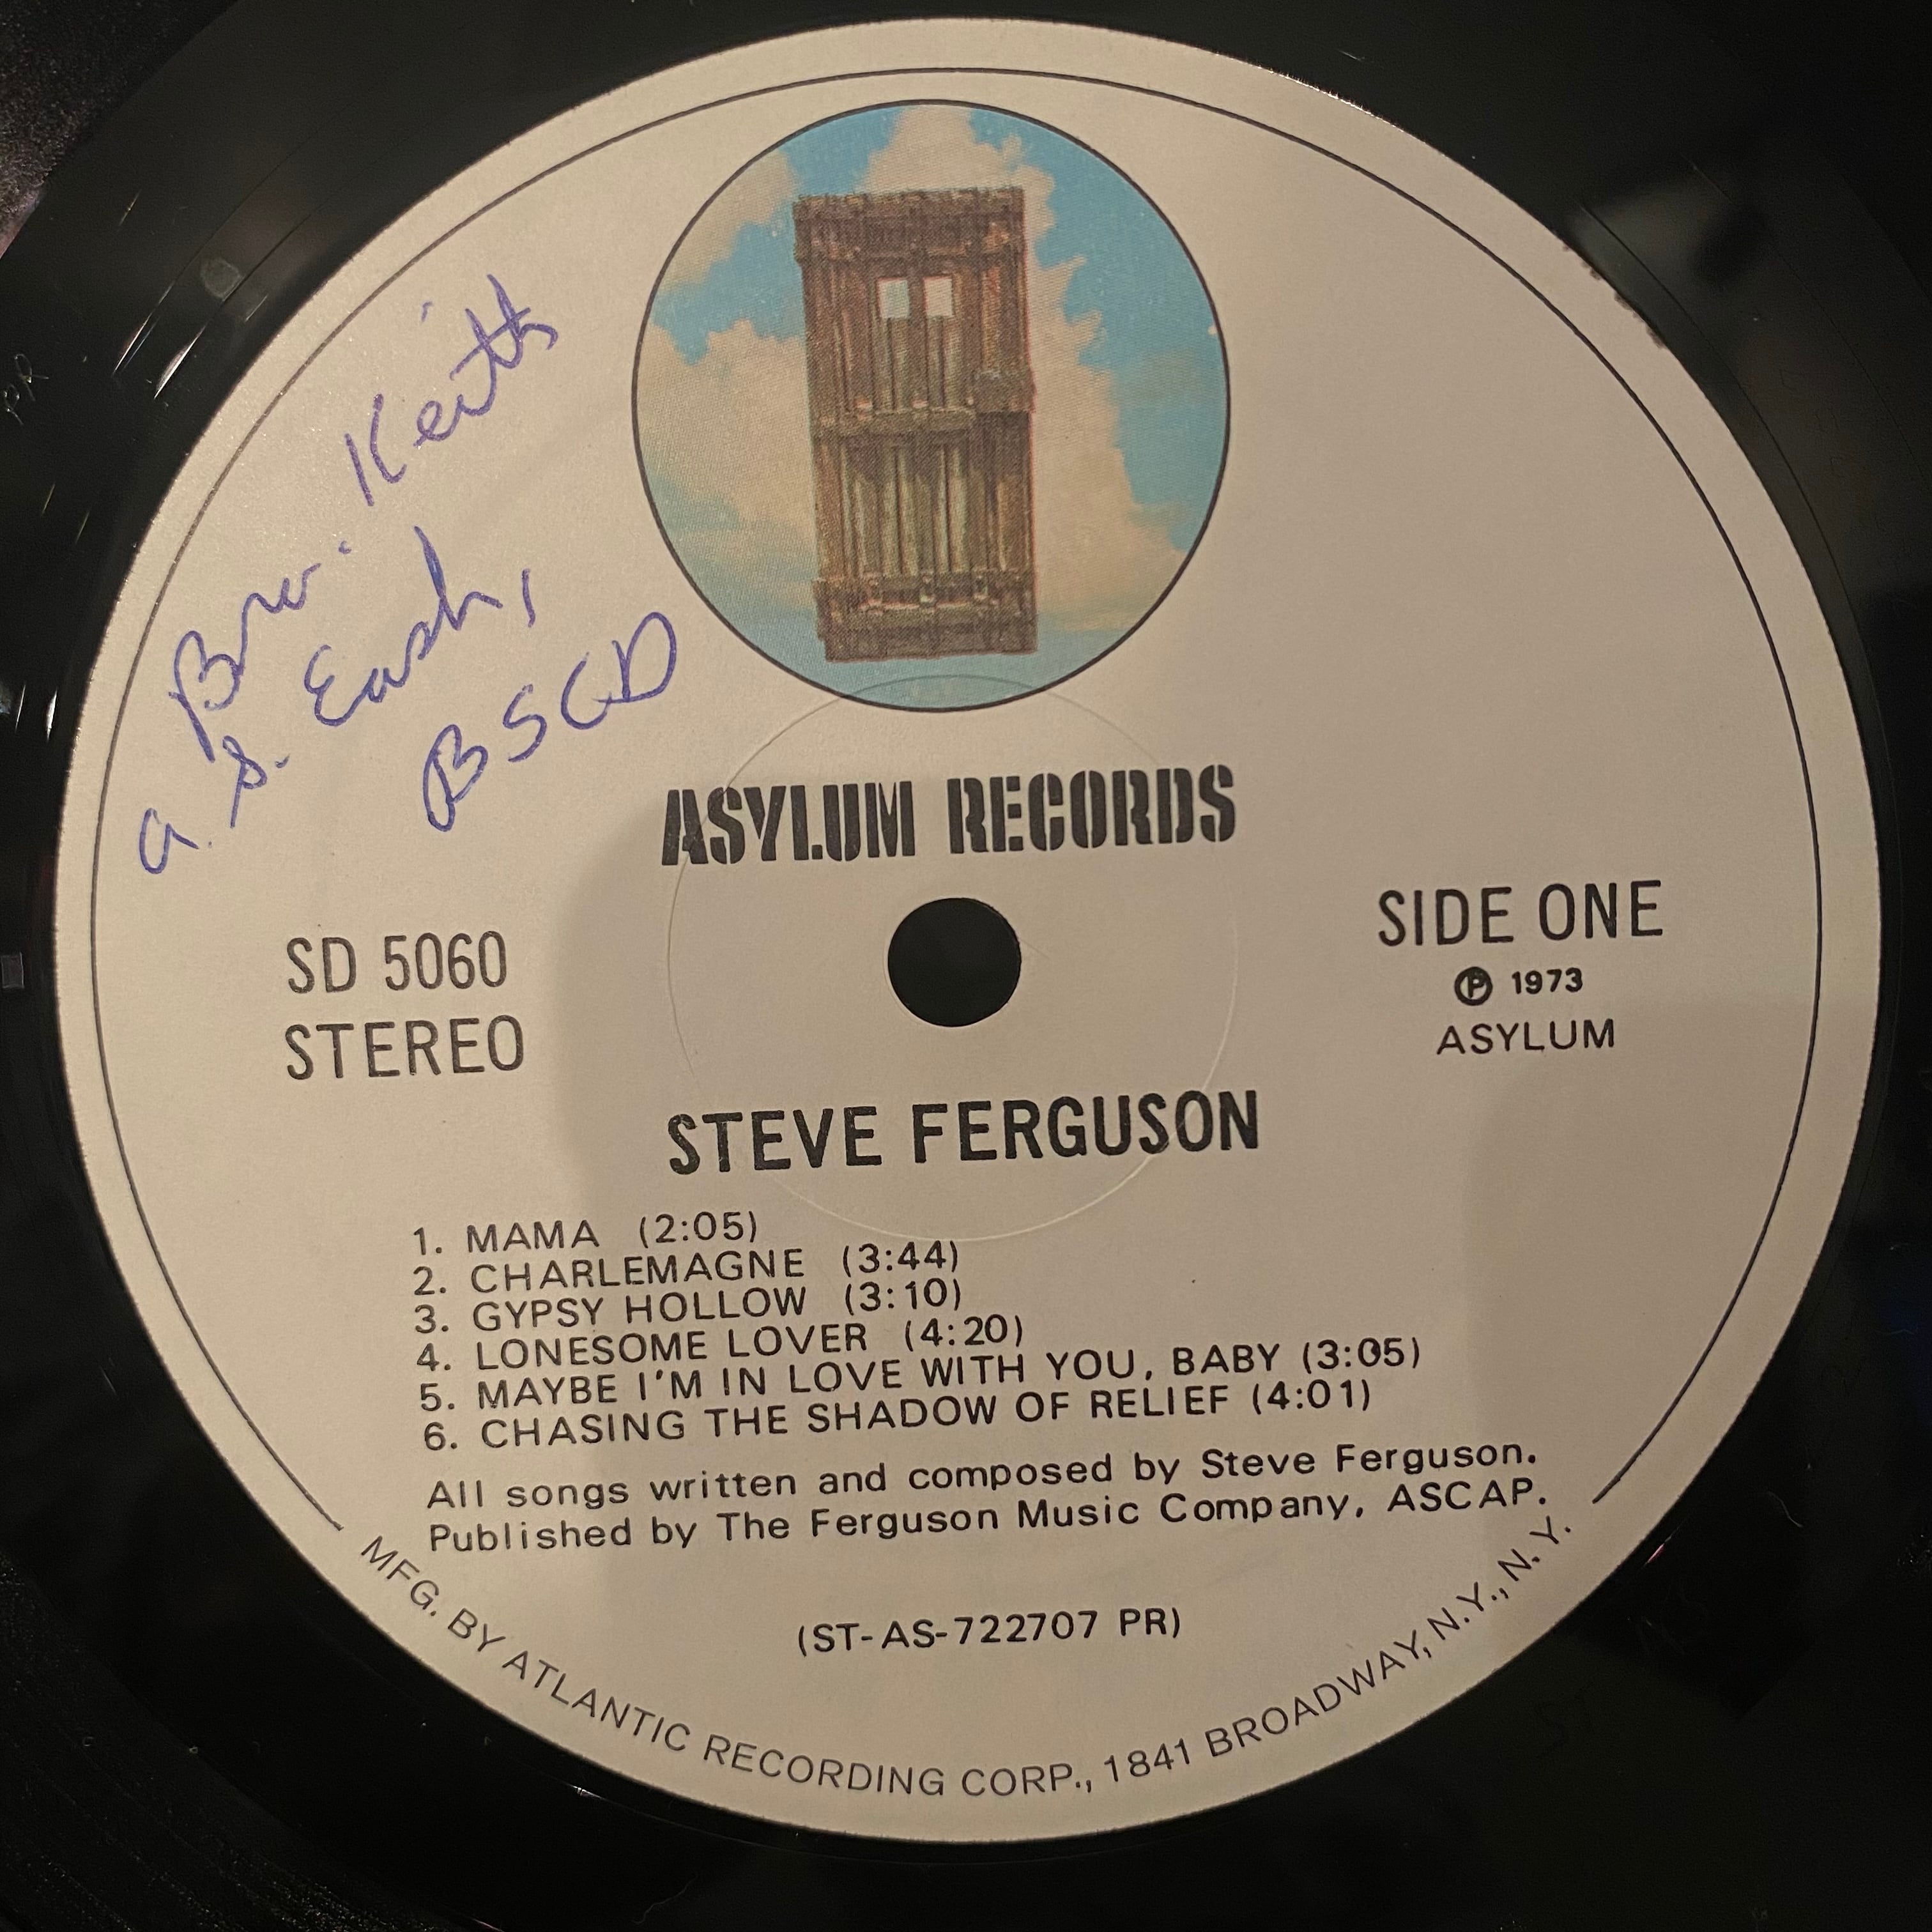 Bro. Keith
A. S. Eash,
BSCD
ASYLUM RECORDS
SD 5060
STEREO
SIDE ONE
Ⓟ 1973
ASYLUM
STEVE FERGUSON
1. MAMA (2:05)
2. CHARLEMAGNE (3:44)
3. GYPSY HOLLOW (3:10)
4. LONESOME LOVER (4:20)
5. MAYBE I'M IN LOVE WITH YOU, BABY (3:05)
6. CHASING THE SHADOW OF RELIEF (4:01)
All songs written and composed by Steve Ferguson.
Published by The Ferguson Music Company, ASCAP.
(ST-AS-722707 PR)
MFG. BY ATLANTIC RECORDING CORP., 1841 BROADWAY, N.Y., N.Y.